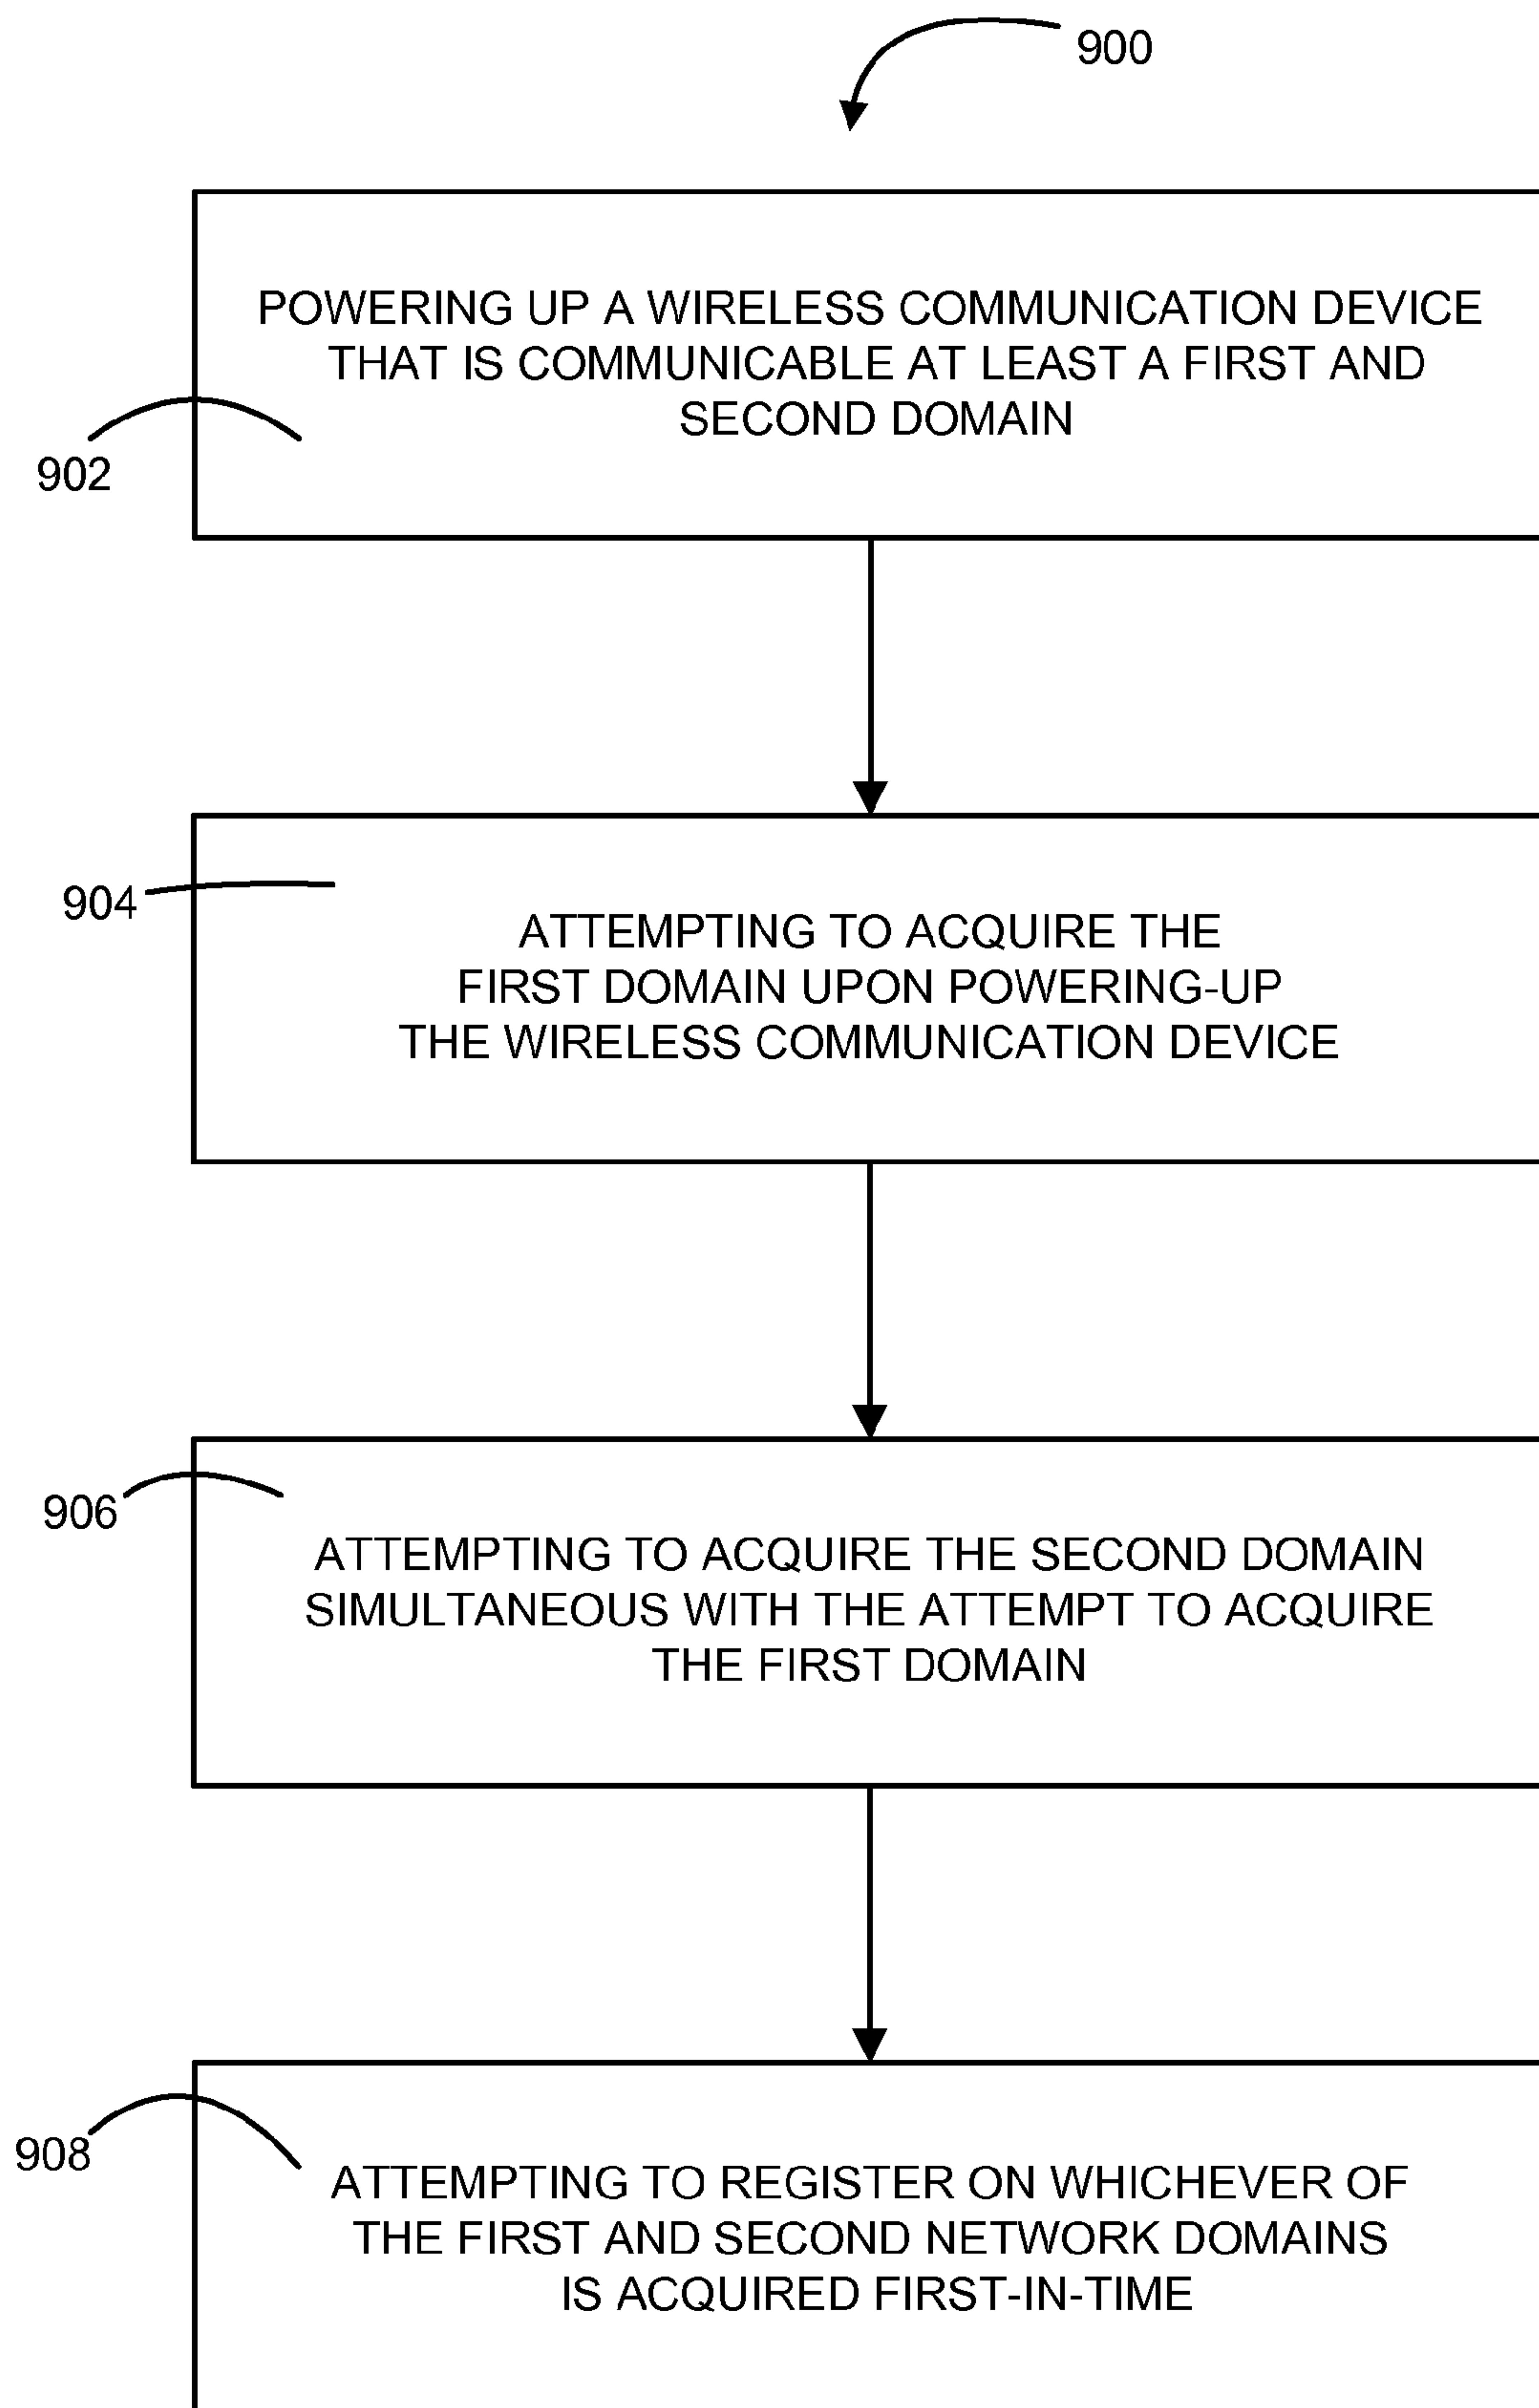 900
POWERING UP A WIRELESS COMMUNICATION DEVICE
THAT IS COMMUNICABLE AT LEAST A FIRST AND
SECOND DOMAIN
902
904
ATTEMPTING TO ACQUIRE THE
FIRST DOMAIN UPON POWERING-UP
THE WIRELESS COMMUNICATION DEVICE
906
ATTEMPTING TO ACQUIRE THE SECOND DOMAIN
SIMULTANEOUS WITH THE ATTEMPT TO ACQUIRE
THE FIRST DOMAIN
908
ATTEMPTING TO REGISTER ON WHICHEVER OF
THE FIRST AND SECOND NETWORK DOMAINS
IS ACQUIRED FIRST-IN-TIME